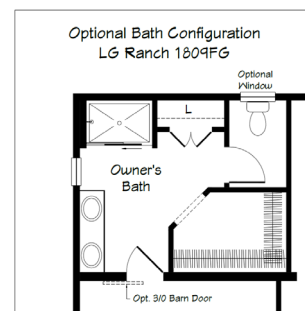 Optional Bath Configuration
LG Ranch 1809FG
Optional
Window
L
Owner's
Bath
Opt. 3/0 Barn Door